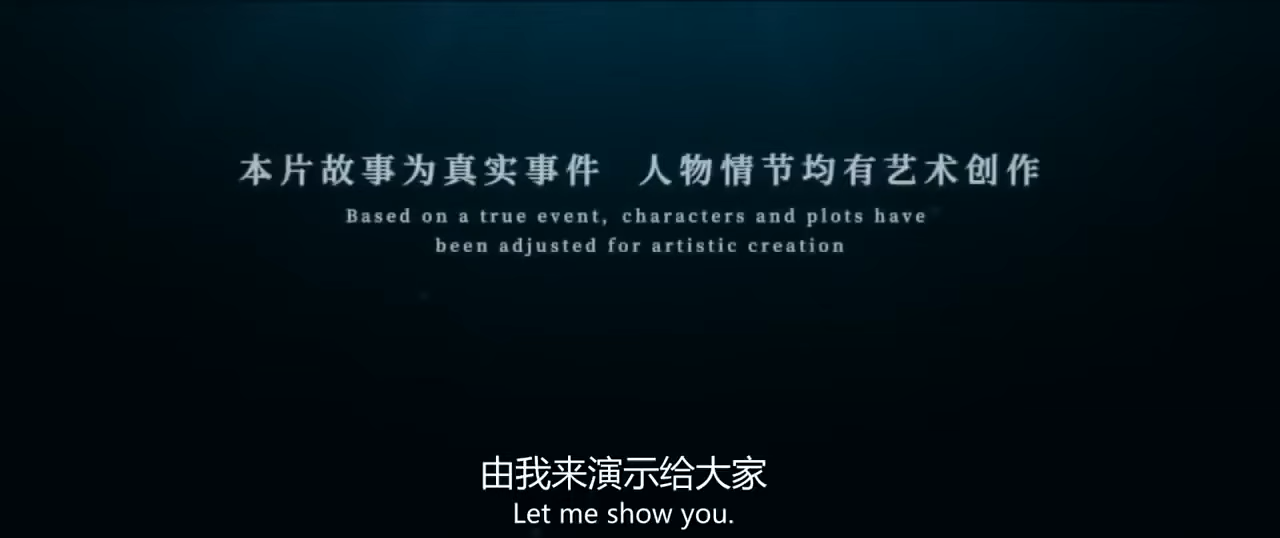 本片故事为真实事件 人物情节均有艺术创作
Based on a true event, characters and plots have
been adjusted for artistic creation
由我来演示给大家
Let me show you.